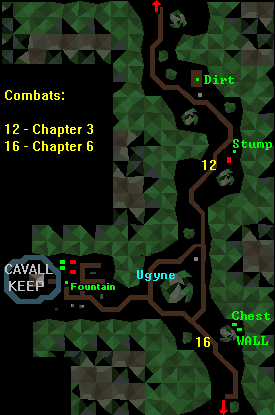 Dirt
Combats:
12 - Chapter 3
16 - Chapter 6
Stump
12
CAVALL
KEEP
Ugyne
Fountain
Chest
WALL
16